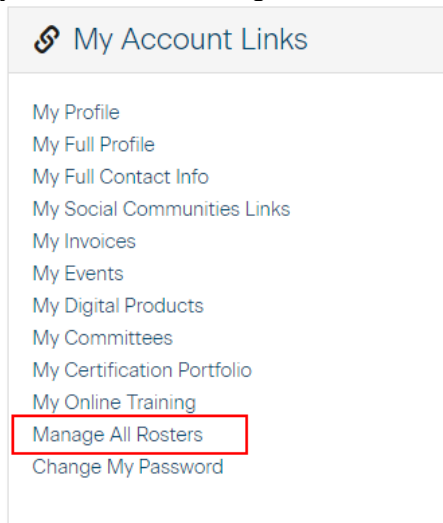 My Account Links
My Profile
My Full Profile
My Full Contact Info
My Social Communities Links
My Invoices
My Events
My Digital Products
My Committees
My Certification Portfolio
My Online Training
Manage All Rosters
Change My Password